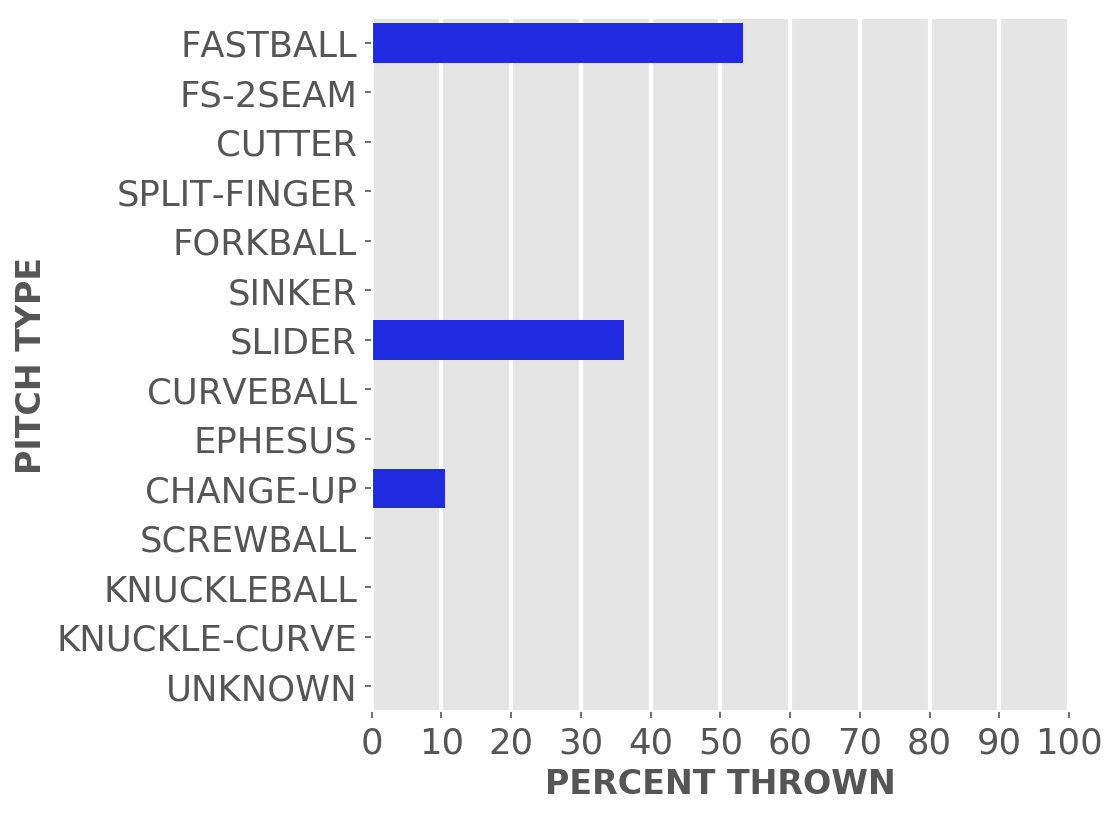 FASTBALL
FS-2SEAM
CUTTER
SPLIT-FINGER
FORKBALL
SINKER
SLIDER
CURVEBALL
EPHESUS
CHANGE-UP
SCREWBALL
KNUCKLEBALL
KNUCKLE-CURVE
UNKNOWN
PITCH TYPE
0 10 20 30 40 50 60 70 80 90 100
PERCENT THROWN